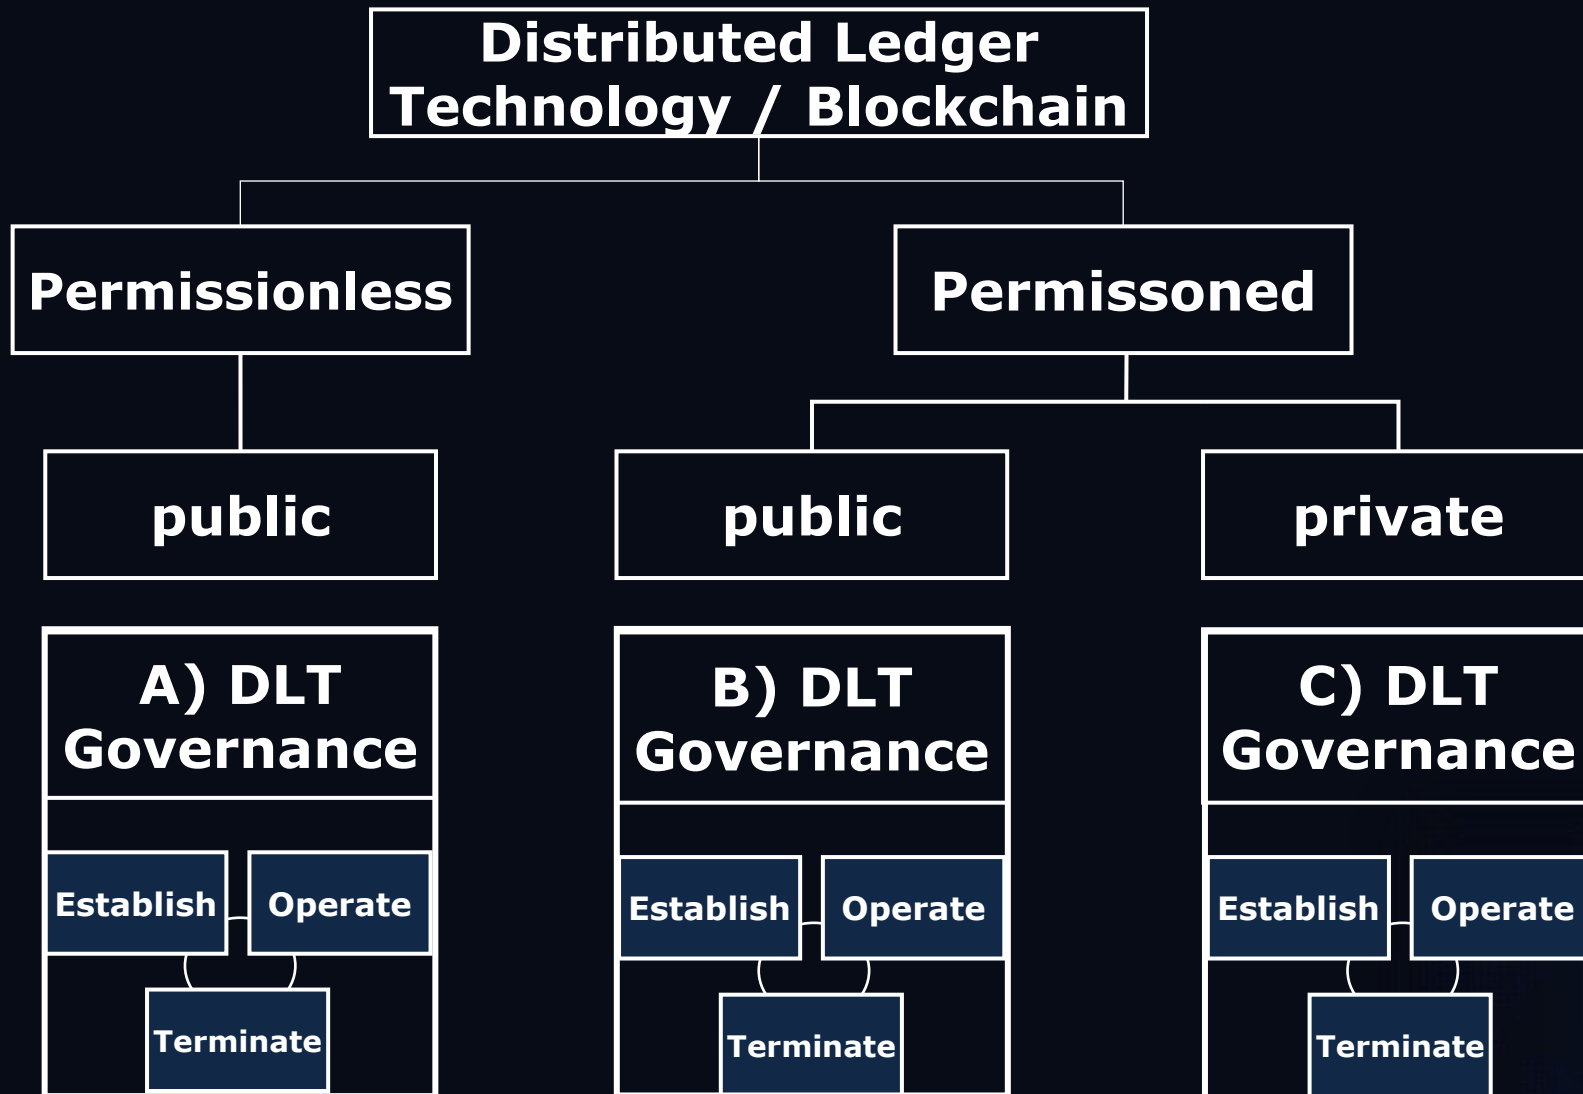 Distributed Ledger
Technology / Blockchain
Permissionless
Permissoned
public
public
private
A) DLT
Governance
B) DLT
Governance
C) DLT
Governance
Establish
Operate
Terminate
Establish
Operate
Terminate
Establish
Operate
Terminate